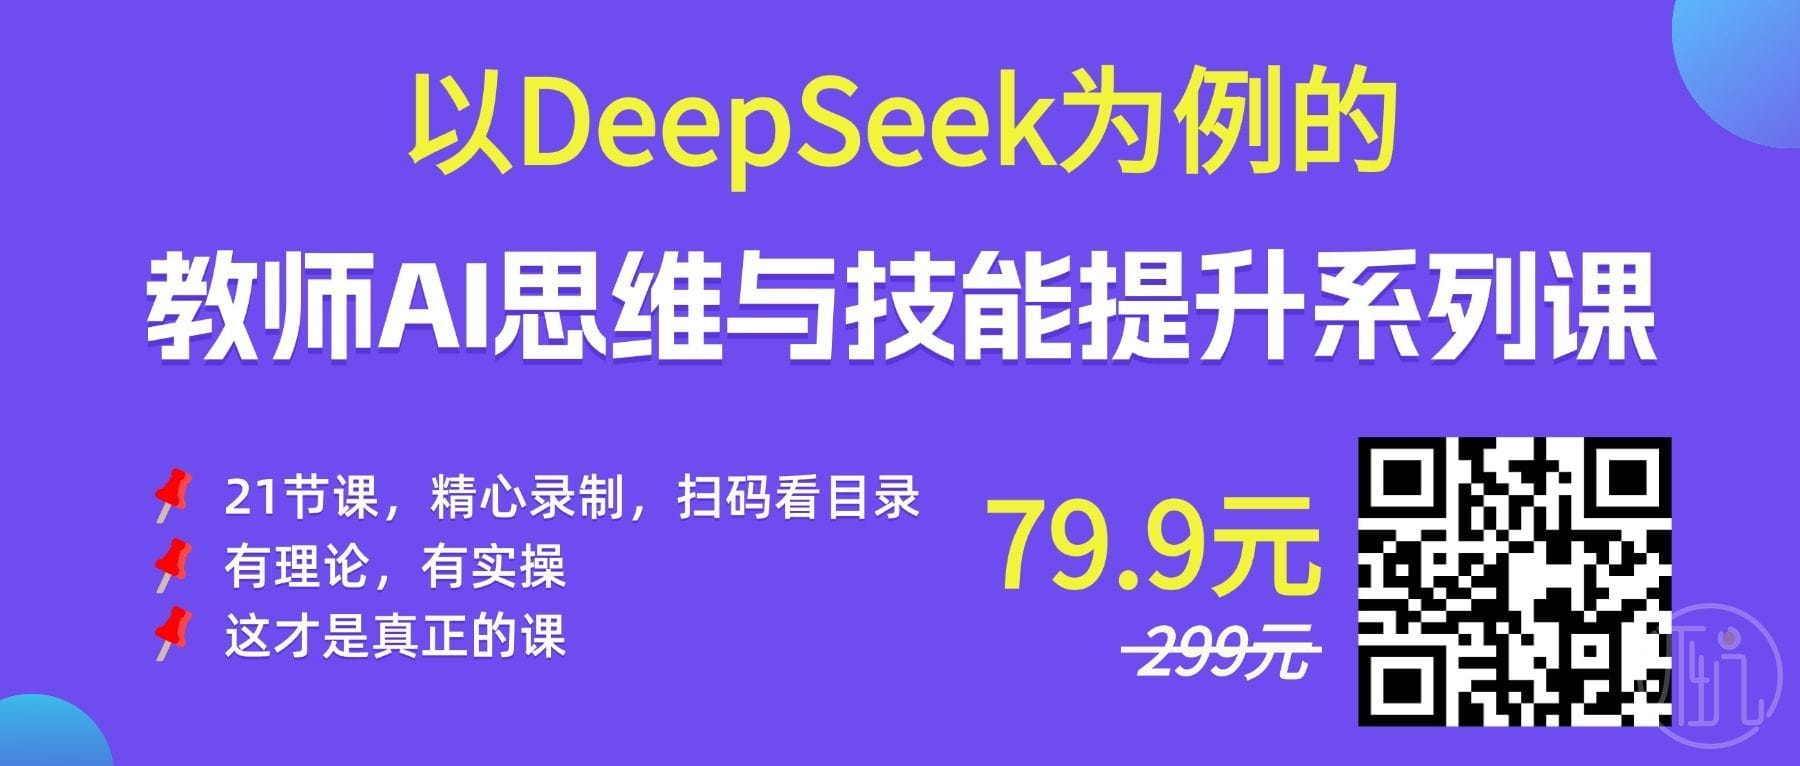 以DeepSeek为例的
教师AI思维与技能提升系列课
21节课，精心录制，扫码看目录
有理论，有实操
这才是真正的课
79.9元
299元